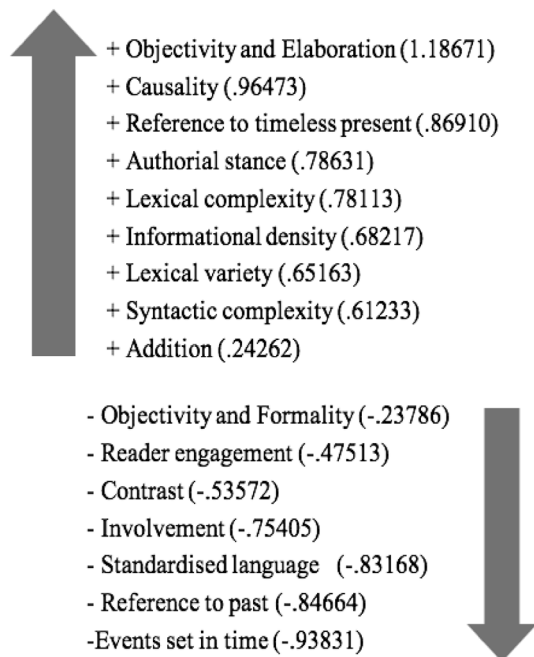 + Objectivity and Elaboration (1.18671)
+ Causality (.96473)
+ Reference to timeless present (.86910)
+ Authorial stance (.78631)
+ Lexical complexity (.78113)
+ Informational density (.68217)
+ Lexical variety (.65163)
+ Syntactic complexity (.61233)
+ Addition (.24262)
- Objectivity and Formality (-.23786)
- Reader engagement (-.47513)
- Contrast (-.53572)
- Involvement (-.75405)
- Standardised language (-.83168)
- Reference to past (-.84664)
-Events set in time (-.93831)